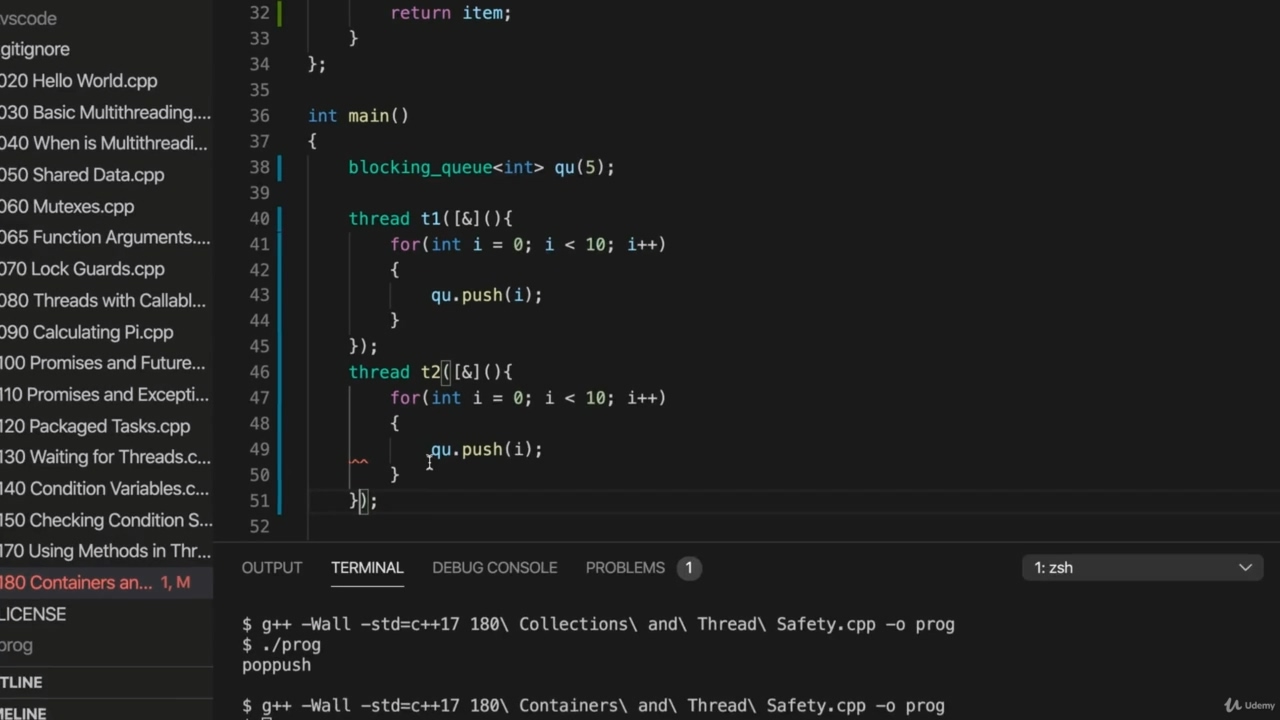 vscode
gitignore
020 Hello World.cpp
030 Basic Multithreading....
040 When is Multithreadi...
050 Shared Data.cpp
060 Mutexes.cpp
065 Function Arguments....
070 Lock Guards.cpp
080 Threads with Callabl...
090 Calculating Pi.cpp
100 Promises and Future...
110 Promises and Excepti...
120 Packaged Tasks.cpp
130 Waiting for Threads.c...
140 Condition Variables.c...
150 Checking Condition S...
170 Using Methods in Thr...
180 Containers an... 1, M
LICENSE
prog
TLINE
MELINE
32 return item;
33 }
34 };
35
36 int main()
37 {
38 blocking_queue<int> qu(5);
39
40 thread t1([&](){
41 for(int i = 0; i < 10; i++)
42 {
43 qu.push(i);
44 }
45 });
46 thread t2([&](){
47 for(int i = 0; i < 10; i++)
48 {
49 qu.push(i);
50 }
51 });
52
OUTPUT TERMINAL DEBUG CONSOLE PROBLEMS 1 1: zsh
$ g++ -Wall -std=c++17 180\ Collections\ and\ Thread\ Safety.cpp -o prog
$ ./prog
poppush
$ g++ -Wall -std=c++17 180\ Containers\ and\ Thread\ Safety.cpp -o prog
Udemy